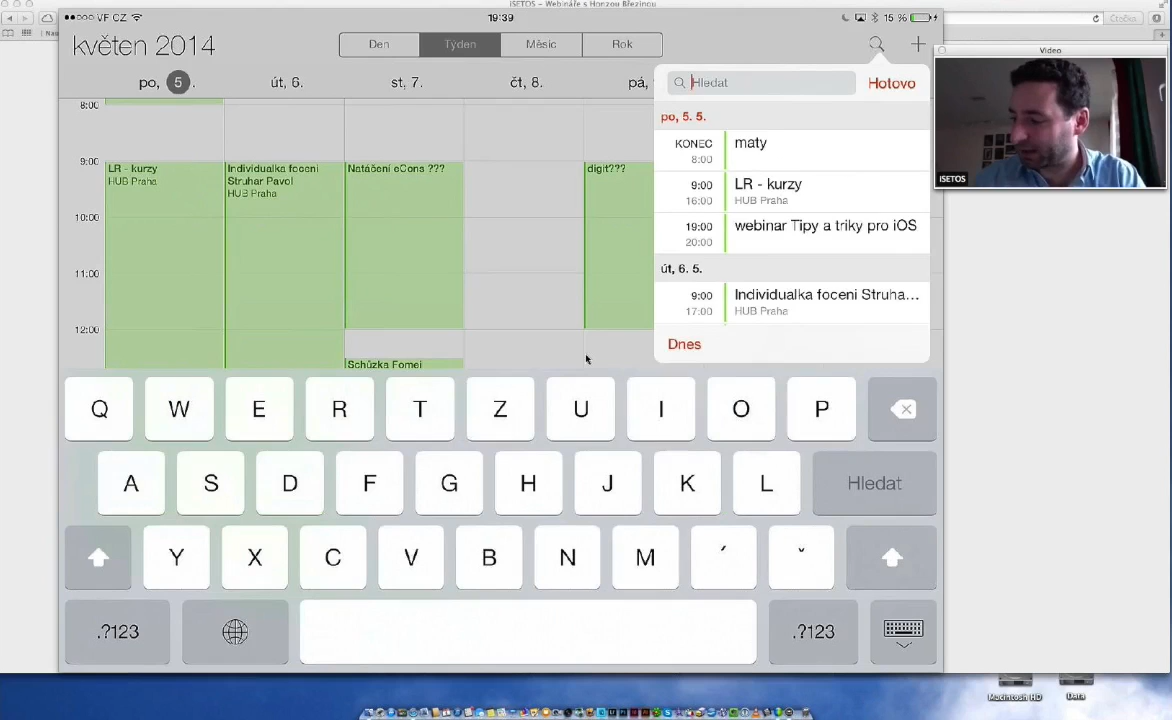 iSETOS – Webináře s Honzou Březinou
VF CZ
19:39
15 %
Čtečka
květen 2014
Den
Týden
Měsíc
Rok
po, 5
út, 6.
st, 7.
čt, 8.
pá,
8:00
9:00
10:00
11:00
12:00
LR - kurzy
HUB Praha
Individualka foceni
Struhar Pavol
HUB Praha
Natáčení eCons ???
Schůzka Fomei
digit???
Hledat
Hotovo
po, 5. 5.
KONEC
8:00
maty
9:00
16:00
LR - kurzy
HUB Praha
19:00
20:00
webinar Tipy a triky pro iOS
út, 6. 5.
9:00
17:00
Individualka foceni Struha...
HUB Praha
Dnes
Video
ISETOS
Q W E R T Z U I O P
A S D F G H J K L Hledat
Y X C V B N M ´ ˇ
.?123 .?123
Macintosh HD
Data